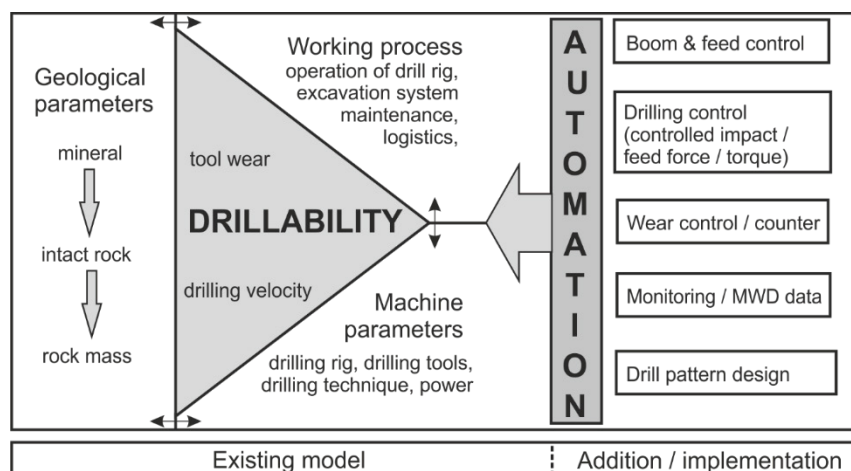 Geological
parameters
mineral
intact rock
rock mass
tool wear
DRILLABILITY
drilling velocity
Working process
operation of drill rig,
excavation system
maintenance,
logistics,
Machine
parameters
drilling rig, drilling tools,
drilling technique, power
AUTOMATION
Boom & feed control
Drilling control
(controlled impact /
feed force / torque)
Wear control / counter
Monitoring / MWD data
Drill pattern design
Existing model
Addition / implementation